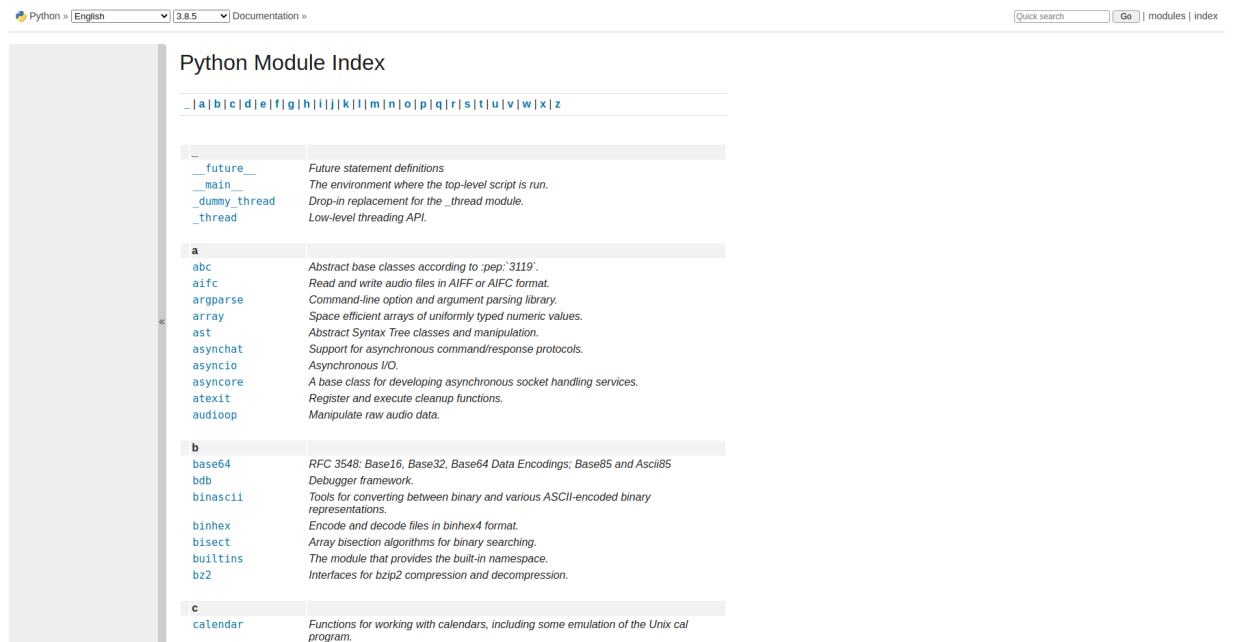 Python » English 3.8.5 Documentation » Quick search Go | modules | index
Python Module Index
_ | a | b | c | d | e | f | g | h | i | j | k | l | m | n | o | p | q | r | s | t | u | v | w | x | z
_
__future__ Future statement definitions
__main__ The environment where the top-level script is run.
_dummy_thread Drop-in replacement for the _thread module.
_thread Low-level threading API.
a
abc Abstract base classes according to :pep:`3119`.
aifc Read and write audio files in AIFF or AIFC format.
argparse Command-line option and argument parsing library.
array Space efficient arrays of uniformly typed numeric values.
ast Abstract Syntax Tree classes and manipulation.
asynchat Support for asynchronous command/response protocols.
asyncio Asynchronous I/O.
asyncore A base class for developing asynchronous socket handling services.
«
atexit Register and execute cleanup functions.
audioop Manipulate raw audio data.
b
base64 RFC 3548: Base16, Base32, Base64 Data Encodings; Base85 and Ascii85
bdb Debugger framework.
binascii Tools for converting between binary and various ASCII-encoded binary
representations.
binhex Encode and decode files in binhex4 format.
bisect Array bisection algorithms for binary searching.
builtins The module that provides the built-in namespace.
bz2 Interfaces for bzip2 compression and decompression.
c
calendar Functions for working with calendars, including some emulation of the Unix cal
program.